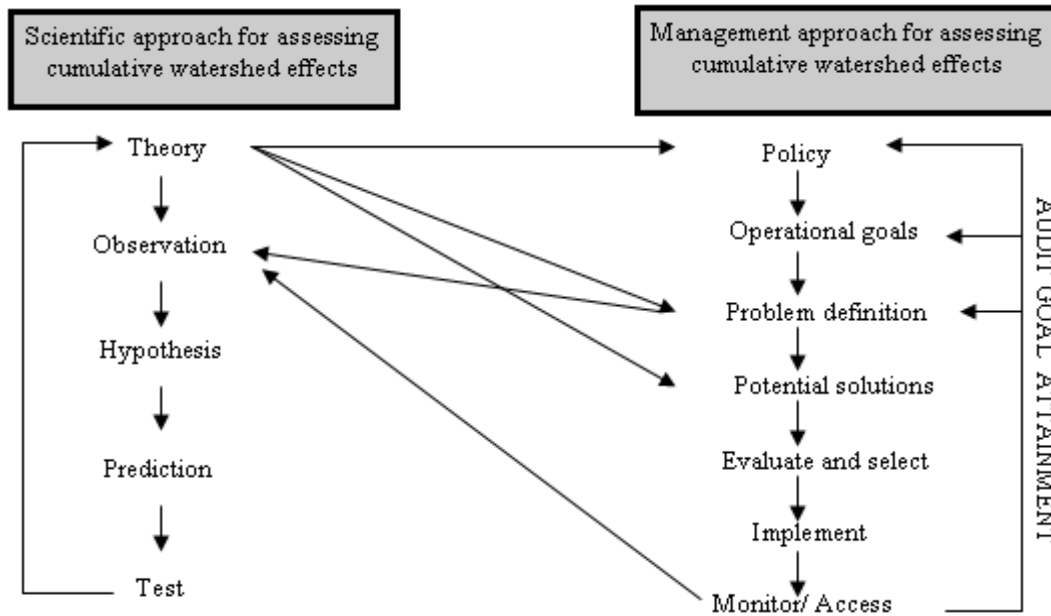 Scientific approach for assessing
cumulative watershed effects
Management approach for assessing
cumulative watershed effects
Theory
Observation
Hypothesis
Prediction
Test
Policy
Operational goals
Problem definition
Potential solutions
Evaluate and select
Implement
Monitor/ Access
AUDIT GOAL ATTAINMENT